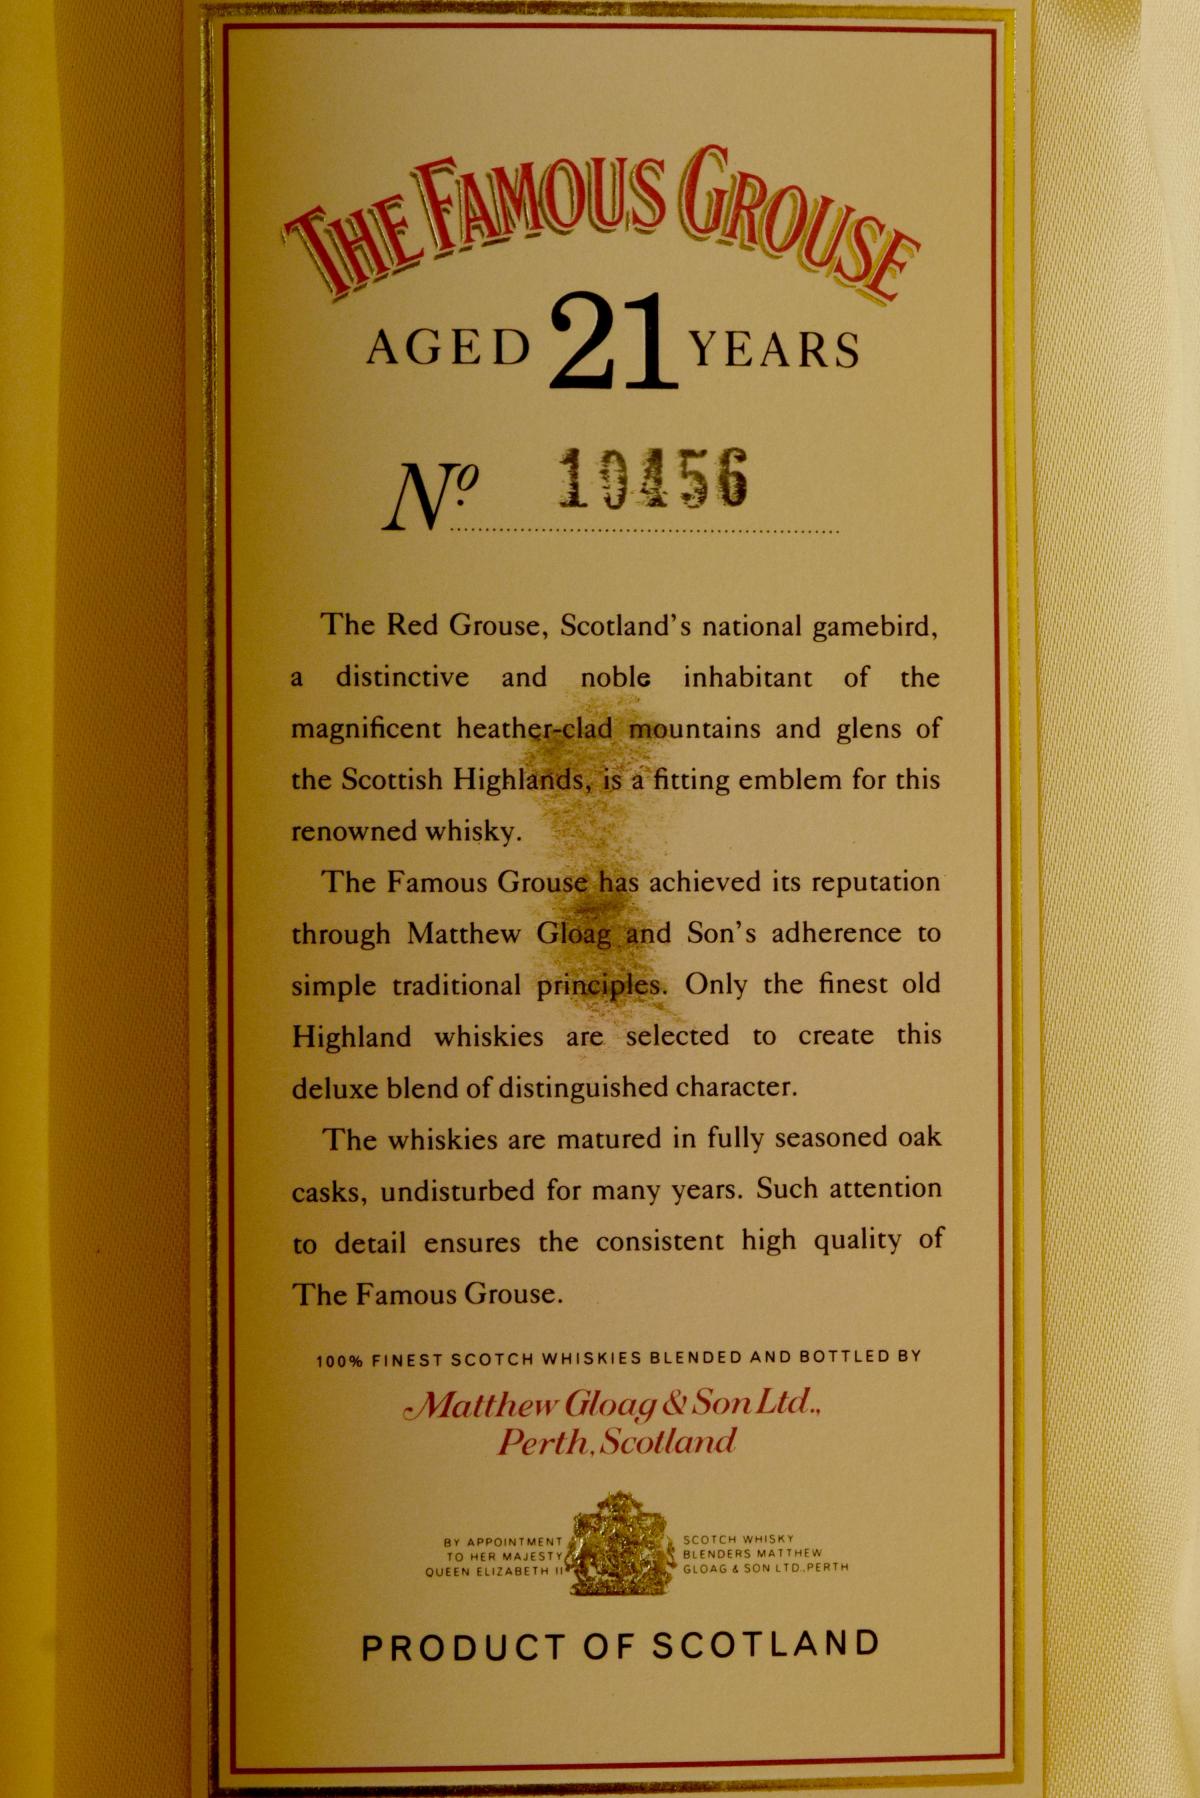 THE FAMOUS GROUSE
AGED 21 YEARS
Nº 10456
The Red Grouse, Scotland's national gamebird,
a distinctive and noble inhabitant of the
magnificent heather-clad mountains and glens of
the Scottish Highlands, is a fitting emblem for this
renowned whisky.
The Famous Grouse has achieved its reputation
through Matthew Gloag and Son's adherence to
simple traditional principles. Only the finest old
Highland whiskies are selected to create this
deluxe blend of distinguished character.
The whiskies are matured in fully seasoned oak
casks, undisturbed for many years. Such attention
to detail ensures the consistent high quality of
The Famous Grouse.
100% FINEST SCOTCH WHISKIES BLENDED AND BOTTLED BY
Matthew Gloag & Son Ltd.,
Perth, Scotland
BY APPOINTMENT
TO HER MAJESTY
QUEEN ELIZABETH II
SCOTCH WHISKY
BLENDERS MATTHEW
GLOAG & SON LTD., PERTH
PRODUCT OF SCOTLAND